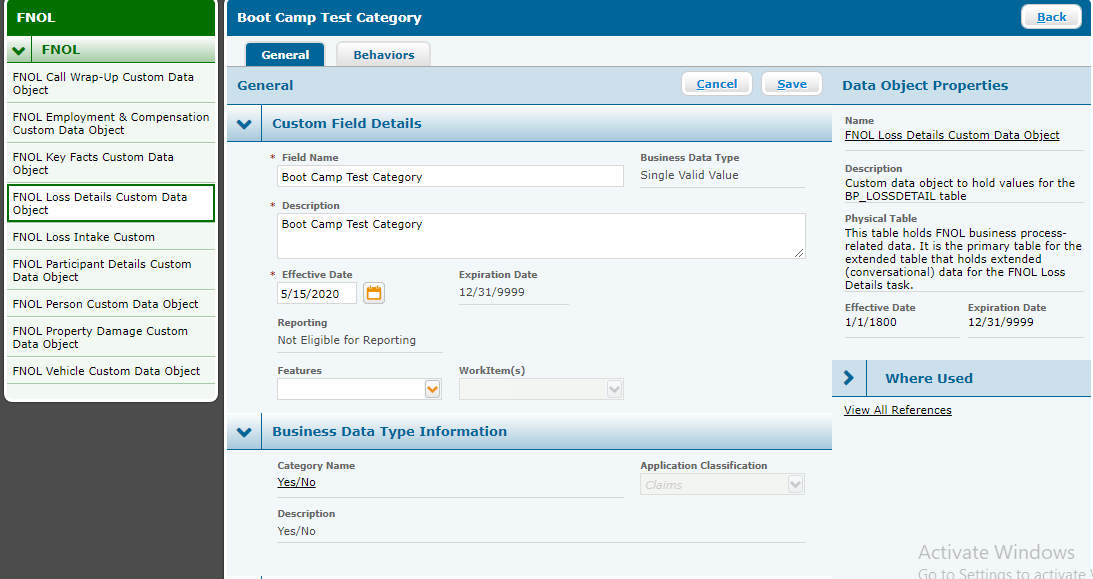 FNOL
FNOL
FNOL Call Wrap-Up Custom Data
Object
FNOL Employment & Compensation
Custom Data Object
FNOL Key Facts Custom Data
Object
FNOL Loss Details Custom Data
Object
FNOL Loss Intake Custom
FNOL Participant Details Custom
Data Object
FNOL Person Custom Data Object
FNOL Property Damage Custom
Data Object
FNOL Vehicle Custom Data Object
Boot Camp Test Category
Back
General
Behaviors
General
Cancel
Save
Custom Field Details
* Field Name
Boot Camp Test Category
Business Data Type
Single Valid Value
* Description
Boot Camp Test Category
* Effective Date
5/15/2020
Expiration Date
12/31/9999
Reporting
Not Eligible for Reporting
Features
WorkItem(s)
Business Data Type Information
Category Name
Yes/No
Application Classification
Claims
Description
Yes/No
Data Object Properties
Name
FNOL Loss Details Custom Data Object
Description
Custom data object to hold values for the
BP_LOSSDETAIL table
Physical Table
This table holds FNOL business process-
related data. It is the primary table for the
extended table that holds extended
(conversational) data for the FNOL Loss
Details task.
Effective Date
1/1/1800
Expiration Date
12/31/9999
Where Used
View All References
Activate Windows
Go to Settings to activate